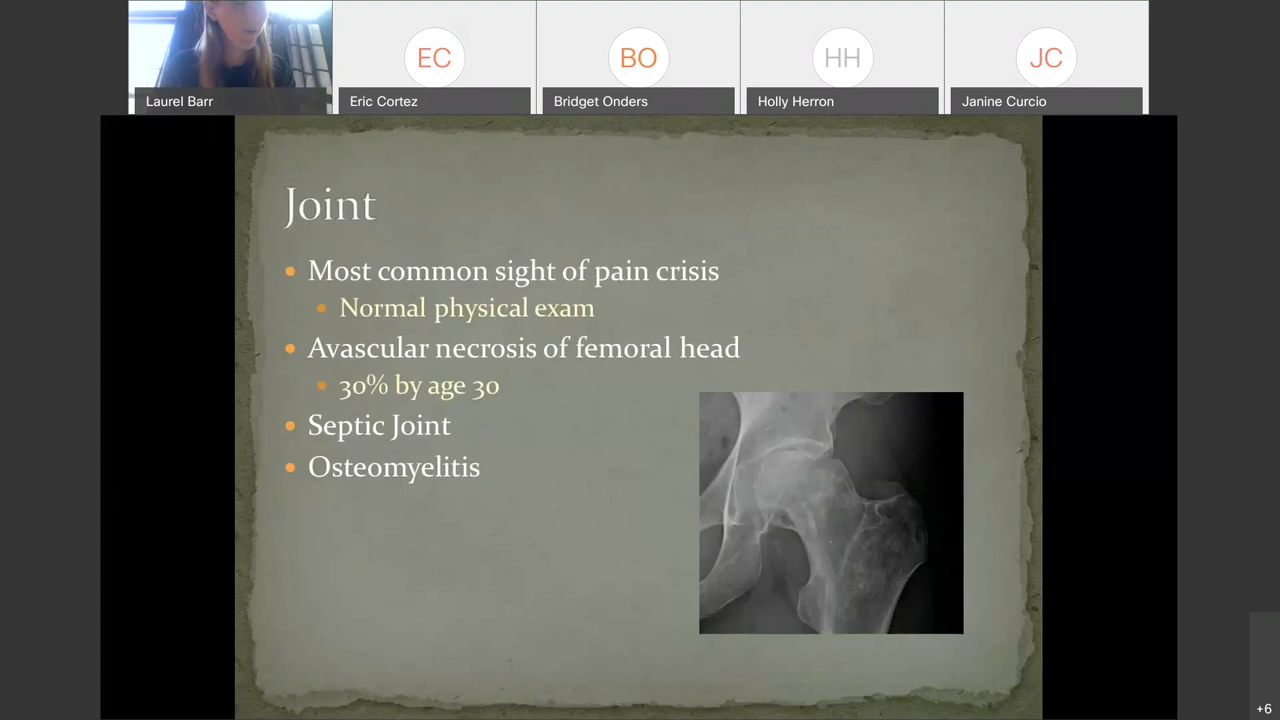 EC
BO
HH
JC
Laurel Barr
Eric Cortez
Bridget Onders
Holly Herron
Janine Curcio
Joint
Most common sight of pain crisis
Normal physical exam
Avascular necrosis of femoral head
30% by age 30
Septic Joint
Osteomyelitis
+6